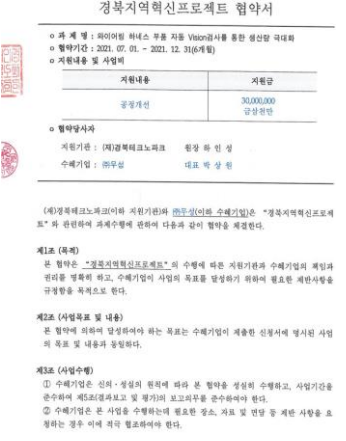 경북지역혁신프로젝트 협약서
o 과 제 명 : 와이어링 하네스 부품 자동 Vision검사를 통한 생산량 극대화
o 협약기간 : 2021. 07. 01. ~ 2021. 12. 31(6개월)
o 지원내용 및 사업비
지원내용 지원금
공정개선 30,000,000
금삼천만
o 협약당사자
지원기관 : (재)경북테크노파크 원장 하 인 성
수혜기업 : ㈜우성 대표 박 상 원
(재)경북테크노파크(이하 지원기관)와 ㈜우성(이하 수혜기업)은 "경북지역혁신프로젝
트" 와 관련하여 과제수행에 관하여 다음과 같이 협약을 체결한다.
제1조 (목적)
본 협약은 "경북지역혁신프로젝트" 의 수행에 따른 지원기관과 수혜기업의 책임과
권리를 명확히 하고, 수혜기업이 사업의 목표를 달성하기 위하여 필요한 제반사항을
규정함을 목적으로 한다.
제2조 (사업목표 및 내용)
본 협약에 의하여 달성하여야 하는 목표는 수혜기업이 제출한 신청서에 명시된 사업
의 목표 및 내용과 동일하다.
제3조 (사업수행)
① 수혜기업은 신의·성실의 원칙에 따라 본 협약을 성실히 수행하고, 사업기간을
준수하여 제5조(결과보고 및 평가)의 보고의무를 준수하여야 한다.
② 수혜기업은 본 사업을 수행하는데 필요한 장소, 자료 및 면담 등 제반 사항을 요
청하는 경우 이에 적극 협조하여야 한다.